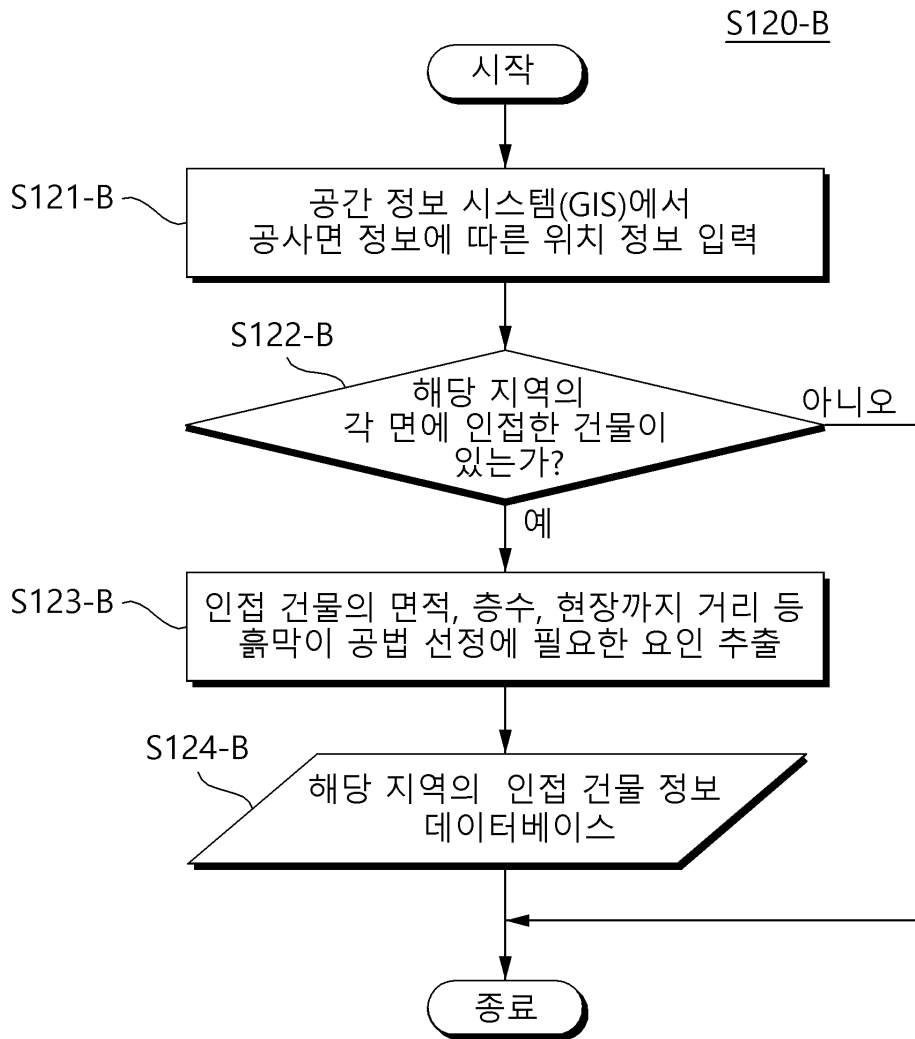 S120-B
시작
S121-B
공간 정보 시스템(GIS)에서
공사면 정보에 따른 위치 정보 입력
S122-B
해당 지역의
각 면에 인접한 건물이
있는가?
아니오
예
S123-B
인접 건물의 면적, 층수, 현장까지 거리 등
흙막이 공법 선정에 필요한 요인 추출
S124-B
해당 지역의 인접 건물 정보
데이터베이스
종료